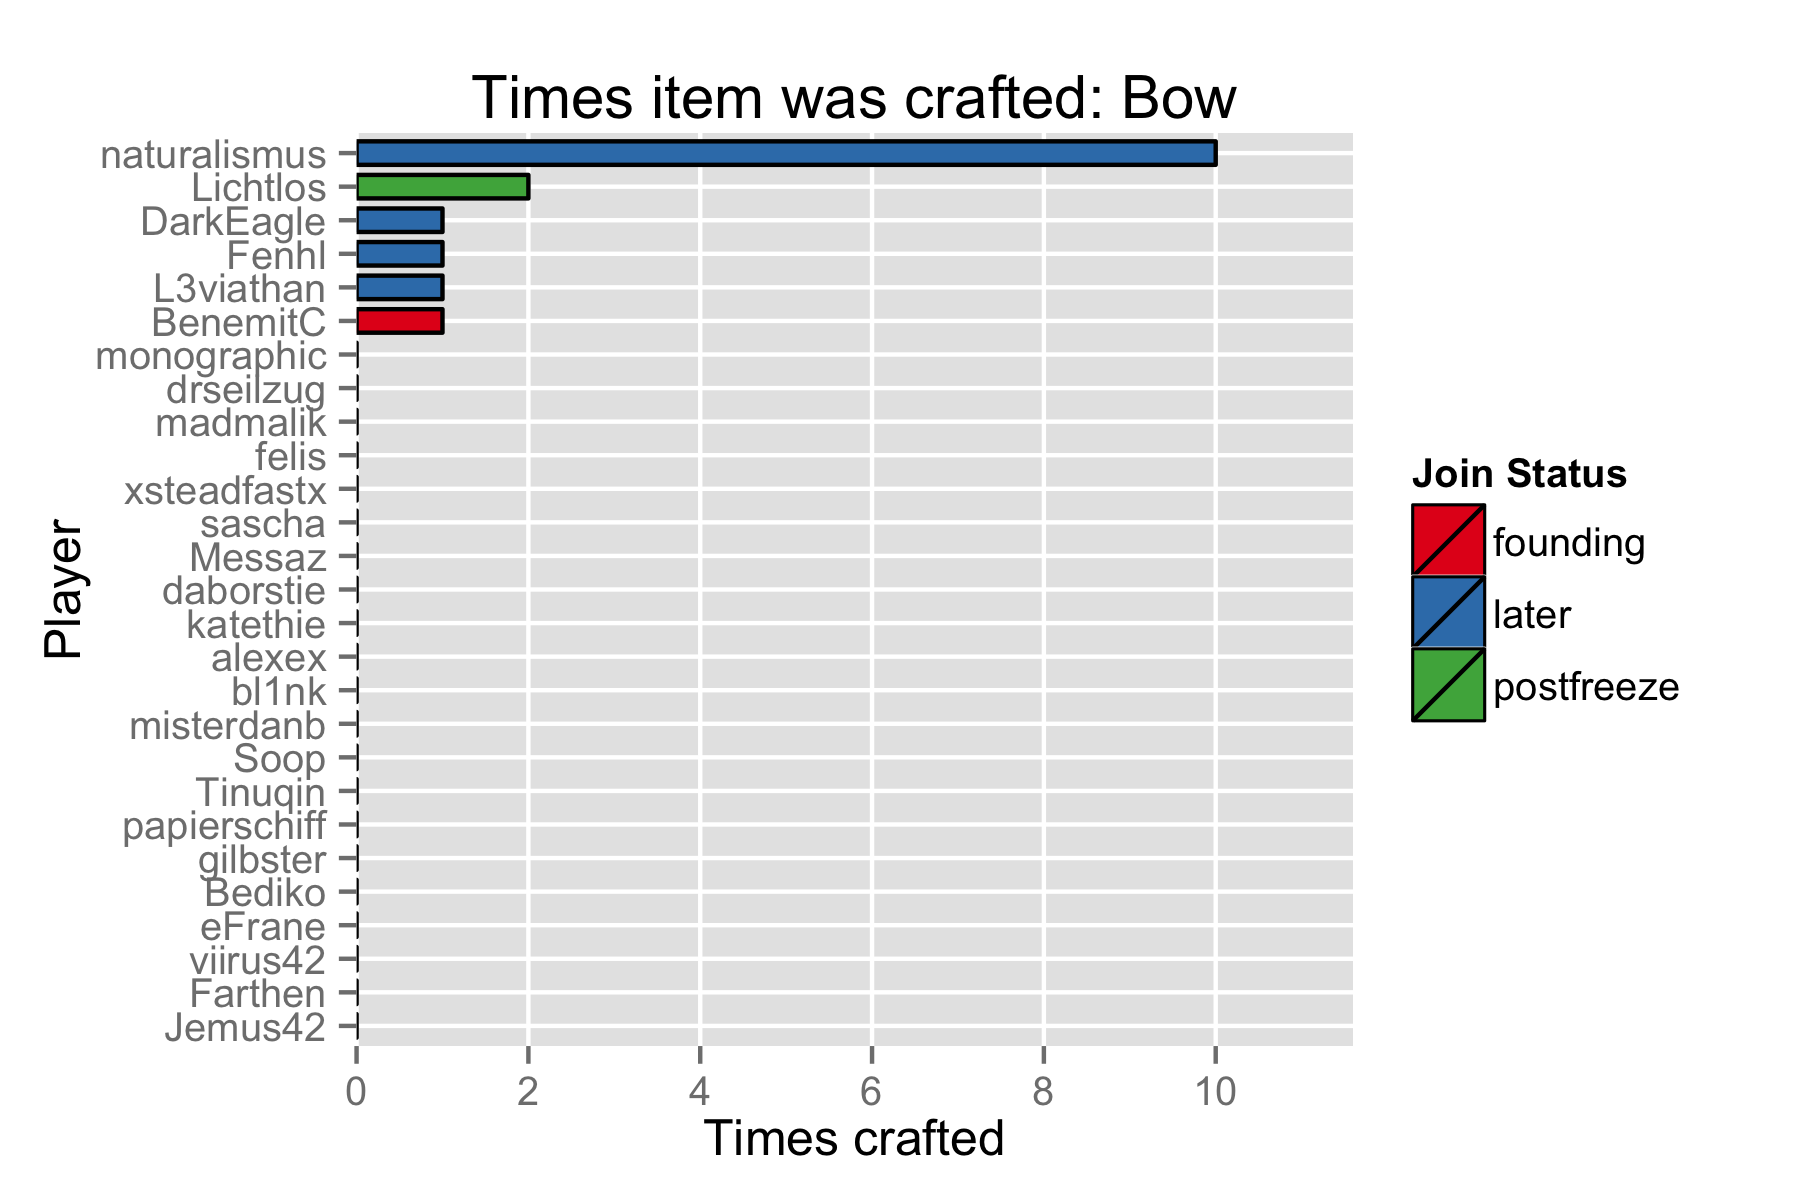 Times item was crafted: Bow
naturalismus
Lichtlos
DarkEagle
Fenhl
L3viathan
BenemitC
monographic
drseilzug
madmalik
felis
xsteadfastx
sascha
Messaz
daborstie
katethie
alexex
bl1nk
misterdanb
Soop
Tinuqin
papierschiff
gilbster
Bediko
eFrane
viirus42
Farthen
Jemus42
Player
0 2 4 6 8 10
Times crafted
Join Status
founding
later
postfreeze